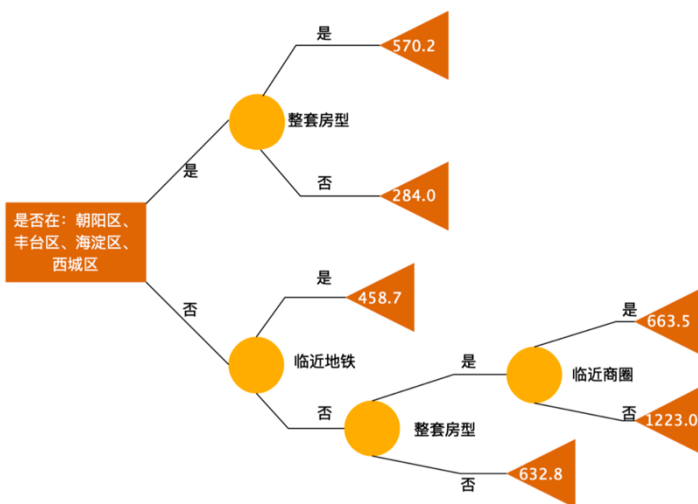 是
570.2
整套房型
是
否
284.0
是否在：朝阳区、
丰台区、海淀区、
西城区
是
458.7
否
是
663.5
临近地铁
是
临近商圈
否
整套房型
否
1223.0
632.8
否